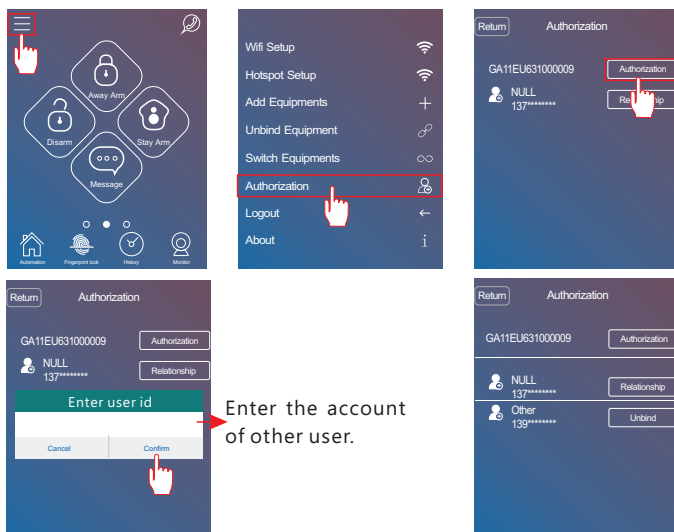 Away Arm
Disarm
Stay Arm
Message
Automation
Fingerprint lock
History
Monitor
Wifi Setup
Hotspot Setup
Add Equipments
Unbind Equipment
Switch Equipments
Authorization
Logout
About
Return Authorization
GA11EU631000009 Authorization
NULL
137********
Return Authorization
GA11EU631000009 Authorization
NULL
137********
Relationship
Enter user id
Cancel Confirm
Enter the account
of other user.
Return Authorization
GA11EU631000009 Authorization
NULL
137********
Relationship
Other
139********
Unbind